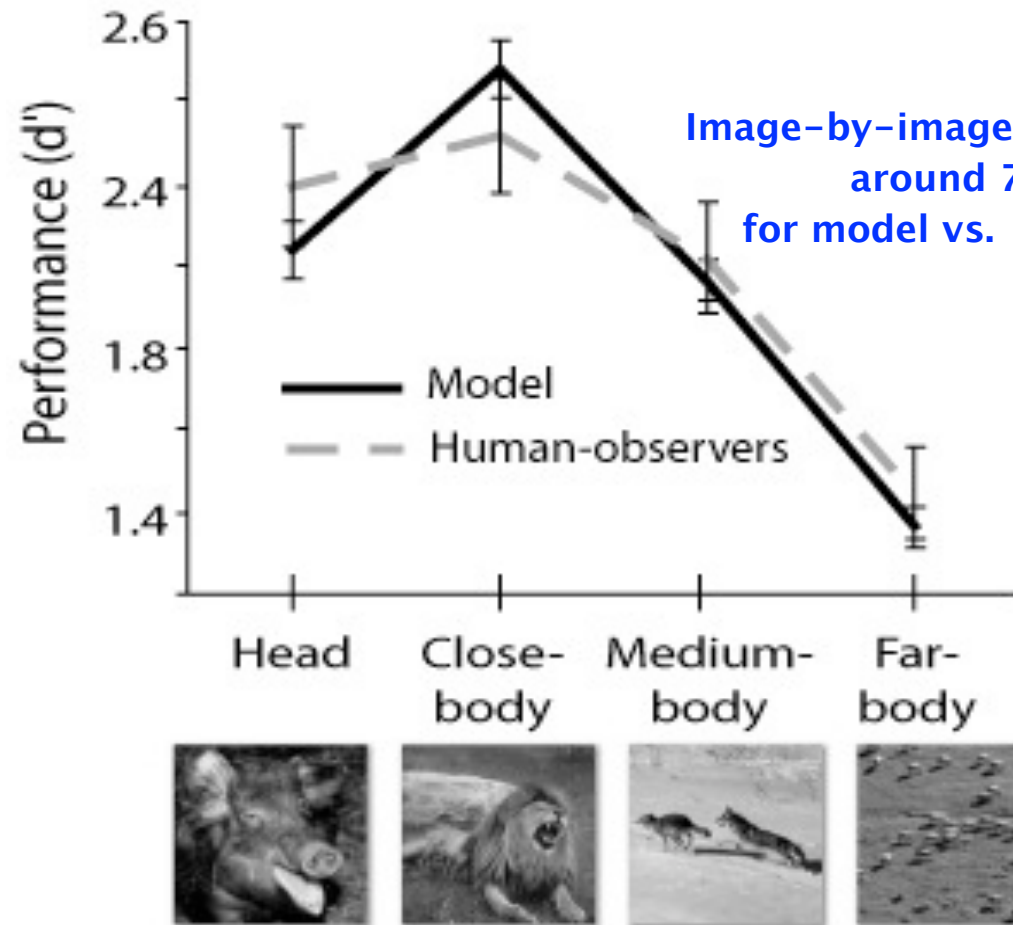 2.6
2.4
1.8
1.4
Performance (d')
Image-by-image
around 7
for model vs.
Model
Human-observers
Head Close- Medium- Far-
body body body